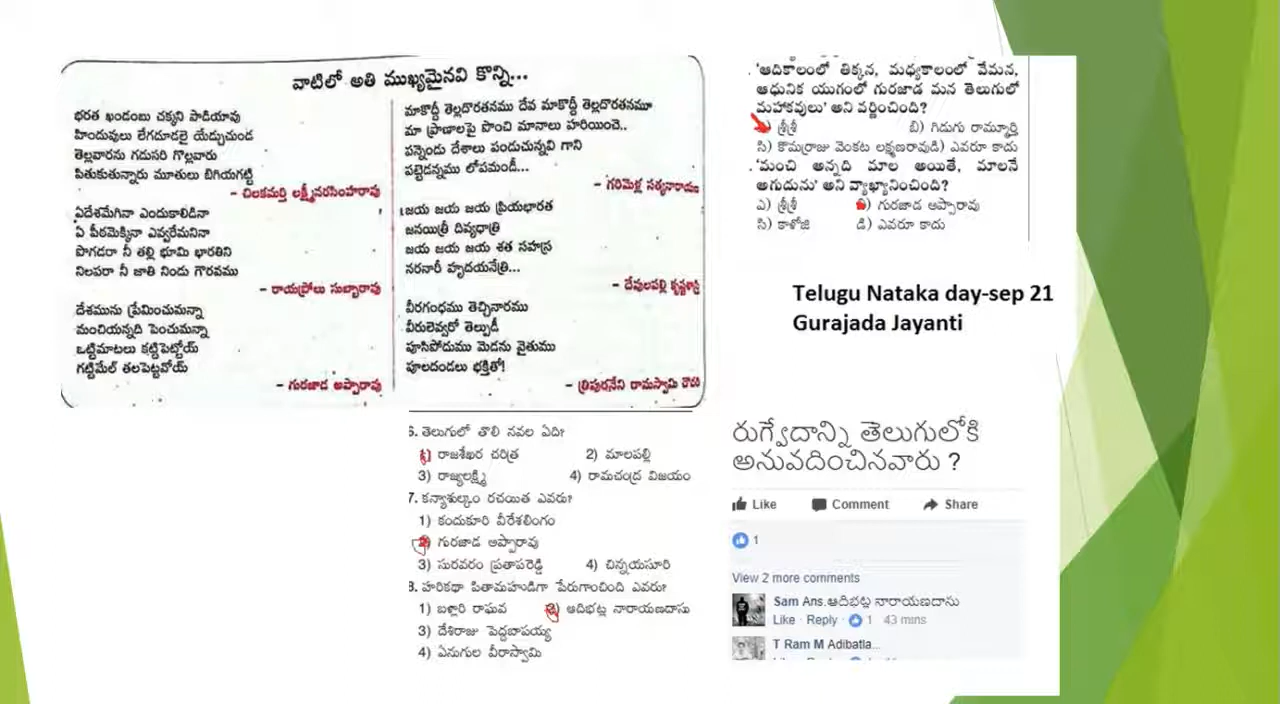 వాటిలో అతి ముఖ్యమైనవి కొన్ని...
భరత ఖండంబు చక్కని పాడియావు
హిందువులు లేగదూడలై యేడ్చుచుండ
తెల్లవారను గడుసరి గొల్లవారు
పితుకుతున్నారు మూతులు బిగియగట్టి
- చిలకమర్తి లక్ష్మీనరసింహరావు
ఏదేశమేగినా ఎందుకాలిడినా
ఏ పీఠమెక్కినా ఎవ్వరేమనినా
పొగడరా నీ తల్లి భూమి భారతిని
నిలపరా నీ జాతి నిండు గౌరవము
- రాయప్రోలు సుబ్బారావు
దేశమును ప్రేమించుమన్నా
మంచియన్నది పెంచుమన్నా
ఒట్టిమాటలు కట్టిపెట్టోయ్
గట్టిమేల్ తలపెట్టవోయ్
- గురజాడ అప్పారావు
మాకొద్దీ తెల్లదొరతనము దేవ మాకొద్దీ తెల్లదొరతనమూ
మా ప్రాణాలపై పొంచి మానాలు హరియించె..
పన్నెండు దేశాలు పండుచున్నవి గాని
పట్టెడన్నము లోపమండీ...
- గరిమెళ్ల సత్యనారాయణ
జయ జయ జయ ప్రియభారత
జనయిత్రీ దివ్యధాత్రి
జయ జయ జయ శత సహస్ర
నరనారీ హృదయనేత్రి...
- దేవులపల్లి కృష్ణశాస్త్రి
వీరగంధము తెచ్చినారము
వీరులెవ్వరో తెల్పుడీ
పూసిపోదుము మెడను వైతుము
పూలదండలు భక్తితో!
- త్రిపురనేని రామస్వామి చౌదరి
. 'ఆదికాలంలో తిక్కన, మధ్యకాలంలో వేమన,
ఆధునిక యుగంలో గురజాడ మన తెలుగులో
మహాకవులు' అని వర్ణించింది?
) శ్రీశ్రీ బి) గిడుగు రామ్మూర్తి
సి) కొమర్రాజు వెంకట లక్ష్మణరావుడి) ఎవరూ కాదు
. 'మంచి అన్నది మాల అయితే, మాలనే
అగుదును' అని వ్యాఖ్యానించింది?
ఎ) శ్రీశ్రీ ) గురజాడ అప్పారావు
సి) కాళోజి డి) ఎవరూ కాదు
Telugu Nataka day-sep 21
Gurajada Jayanti
6. తెలుగులో తొలి నవల ఏది?
1) రాజశేఖర చరిత్ర 2) మాలపల్లి
3) రాజ్యలక్ష్మి 4) రామచంద్ర విజయం
7. కన్యాశుల్కం రచయిత ఎవరు?
1) కందుకూరి వీరేశలింగం
2) గురజాడ అప్పారావు
3) సురవరం ప్రతాపరెడ్డి 4) చిన్నయసూరి
8. హరికథా పితామహుడిగా పేరుగాంచింది ఎవరు?
1) బళ్లారి రాఘవ 2) ఆదిభట్ల నారాయణదాసు
3) దేశిరాజు పెద్దబాపయ్య
4) ఏనుగుల వీరాస్వామి
రుగ్వేదాన్ని తెలుగులోకి
అనువదించినవారు ?
Like Comment Share
1
View 2 more comments
Sam Ans.ఆదిభట్ల నారాయణదాసు
Like · Reply · 1 · 43 mins
T Ram M Adibatla...